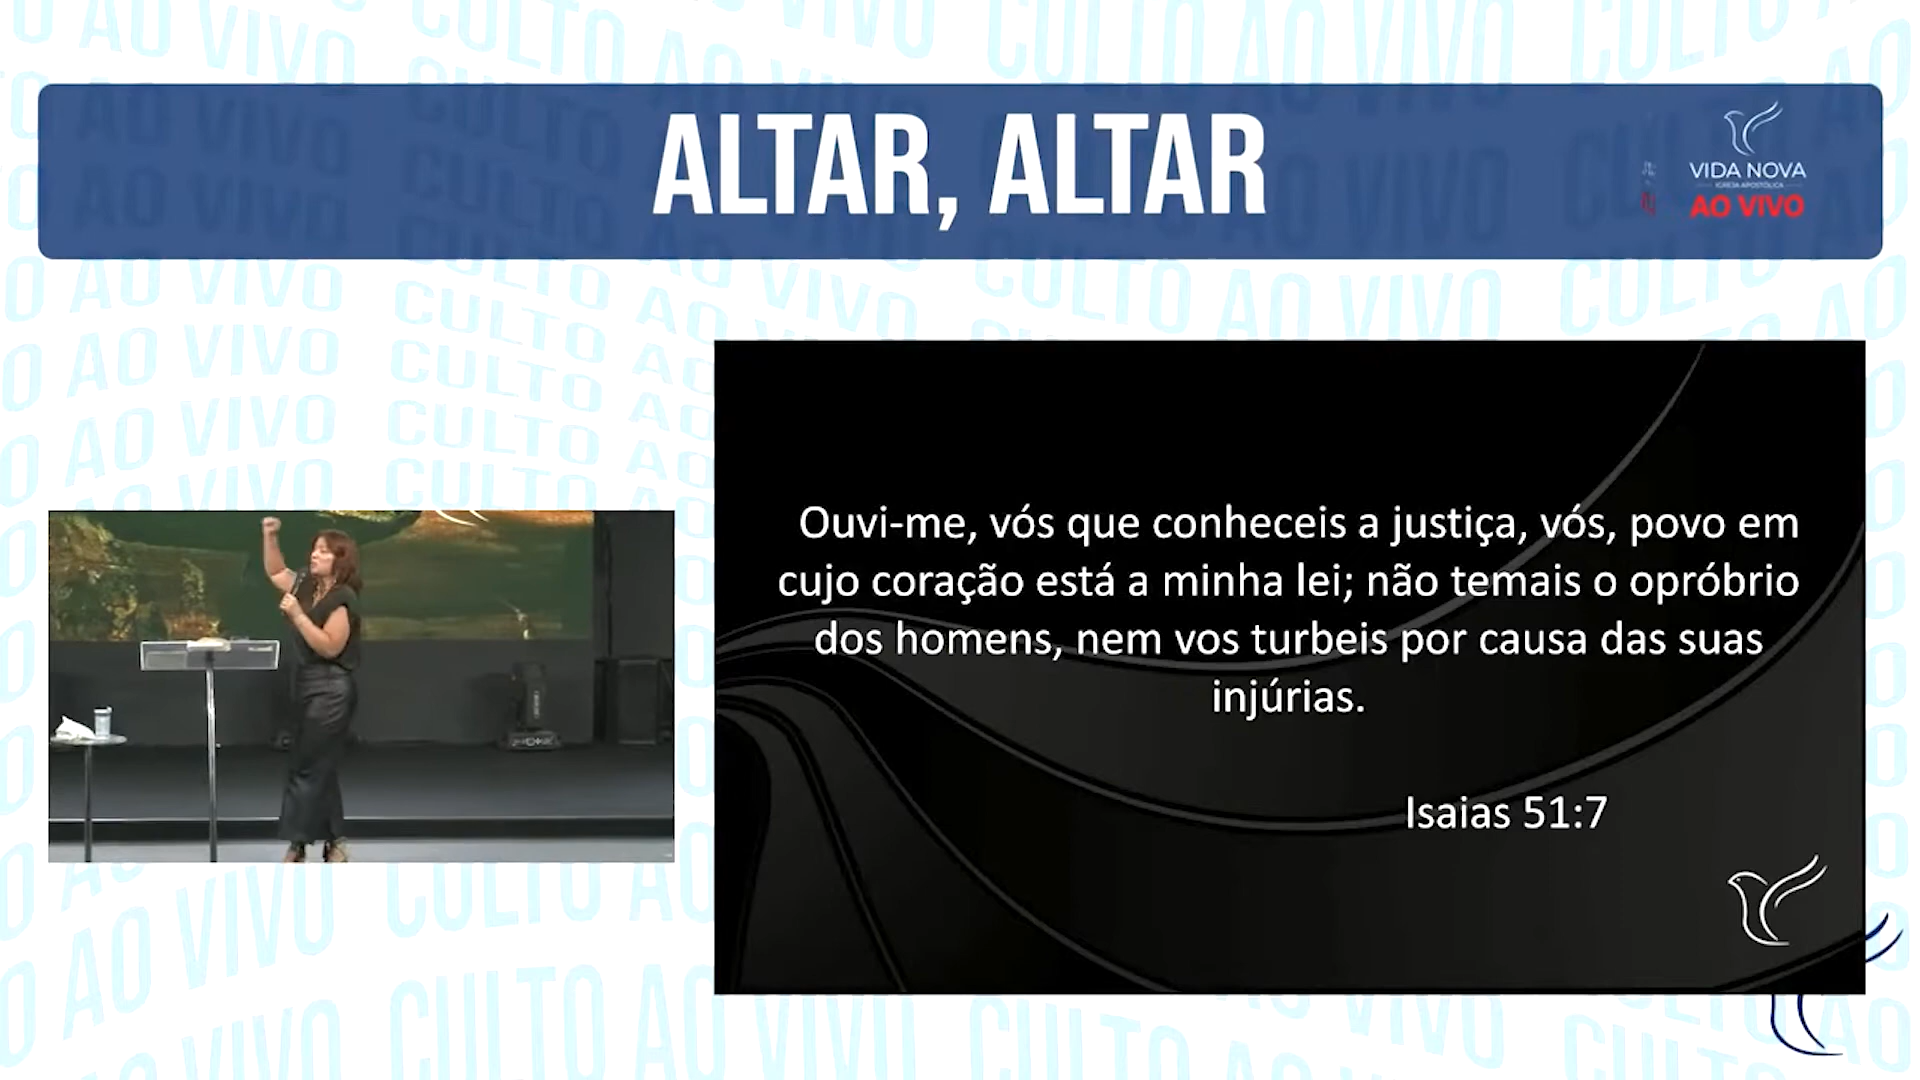 ALTAR, ALTAR
VIDA NOVA
IGREJA APOSTÓLICA
AO VIVO
Ouvi-me, vós que conheceis a justiça, vós, povo em
cujo coração está a minha lei; não temais o opróbrio
dos homens, nem vos turbeis por causa das suas
injúrias.
Isaias 51:7
CULTO AO VIVO